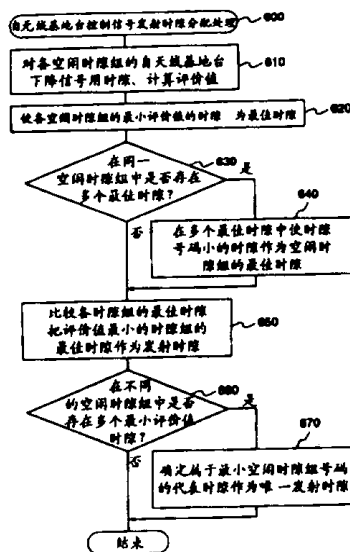 自无线基地台控制信号发射时隙分配处理
600
对各空闲时隙组的自无线基地台
下降信号用时隙、计算评价值
610
使各空闲时隙组的最小评价值的时隙 为最佳时隙
620
在同一
空闲时隙组中是否存在
多个最佳时隙?
630
是
否
640
在多个最佳时隙中使时隙
号码小的时隙作为空闲时
隙组的最佳时隙
比较各时隙组的最佳时隙
把评价值最小的时隙组的
最佳时隙作为发射时隙
650
在不同
的空闲时隙组中是否
存在多个最小评价值
时隙?
660
是
否
670
确定属于最小空闲时隙组号码
的代表时隙作为唯一发射时隙
结束